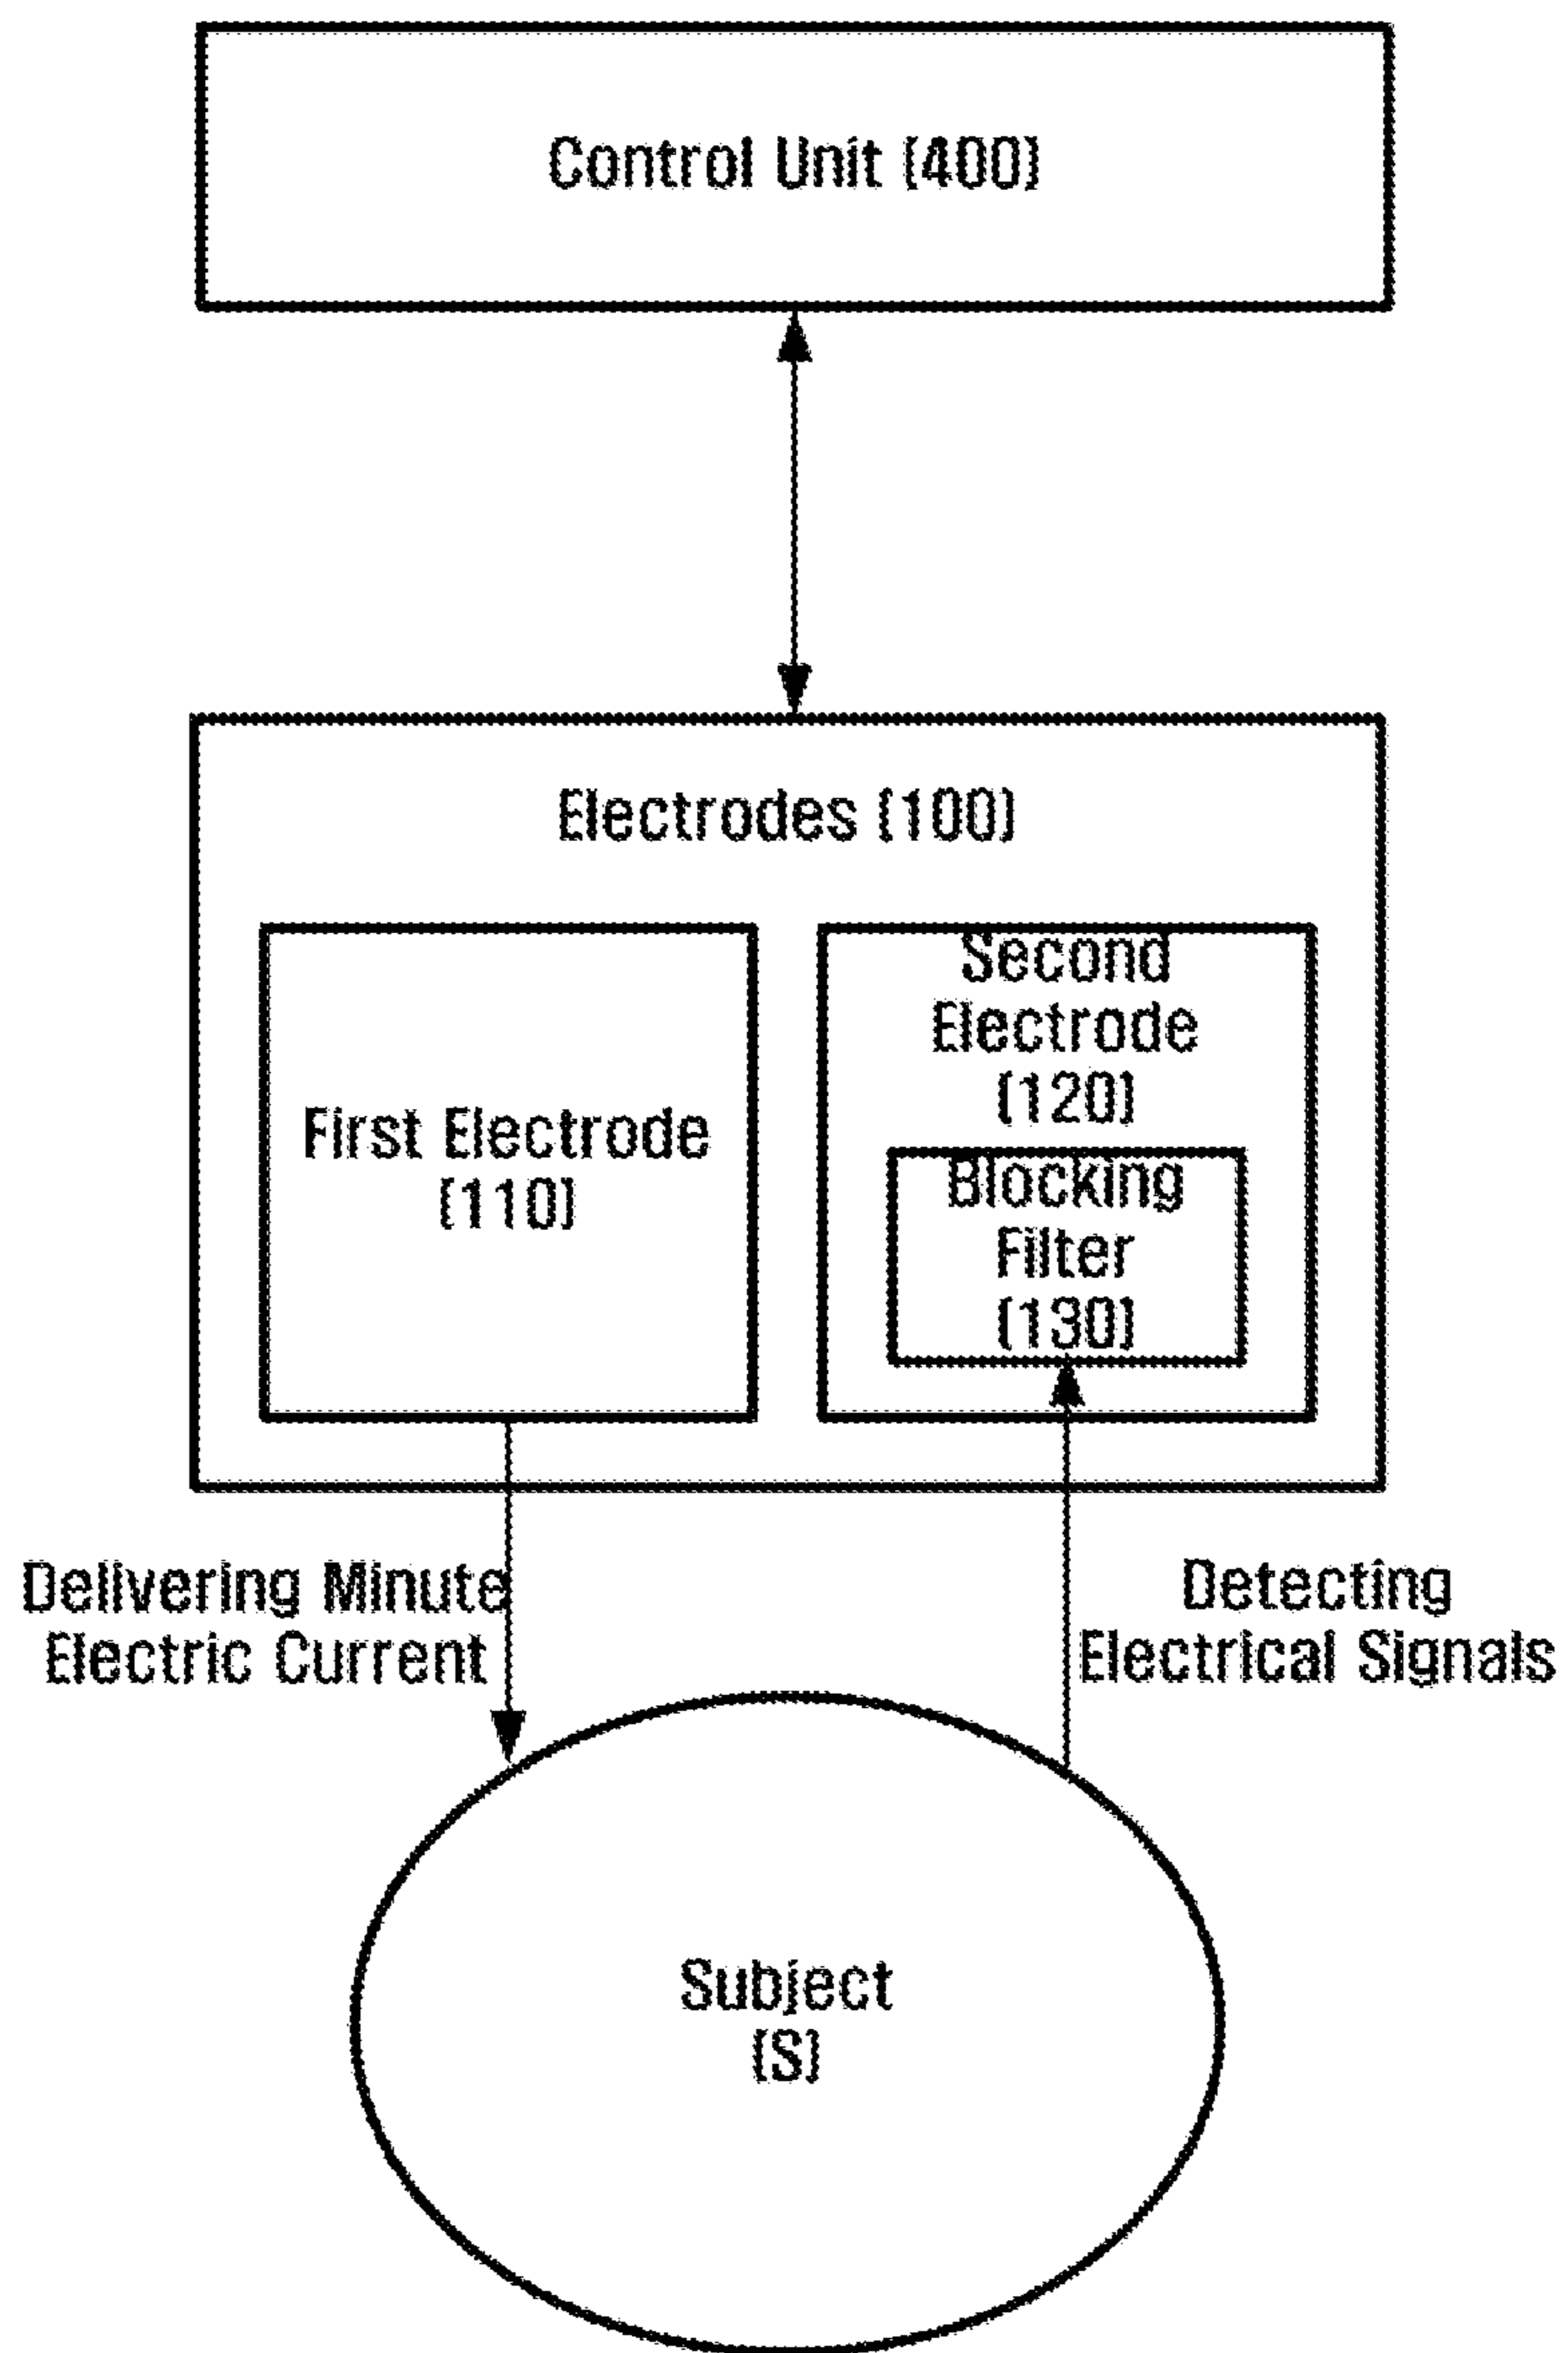 Control Unit [400]
Electrodes [100]
First Electrode
[110]
Second
Electrode
[120]
Blocking
Filter
[130]
Delivering Minute
Electric Current
Detecting
Electrical Signals
Subject
[S]